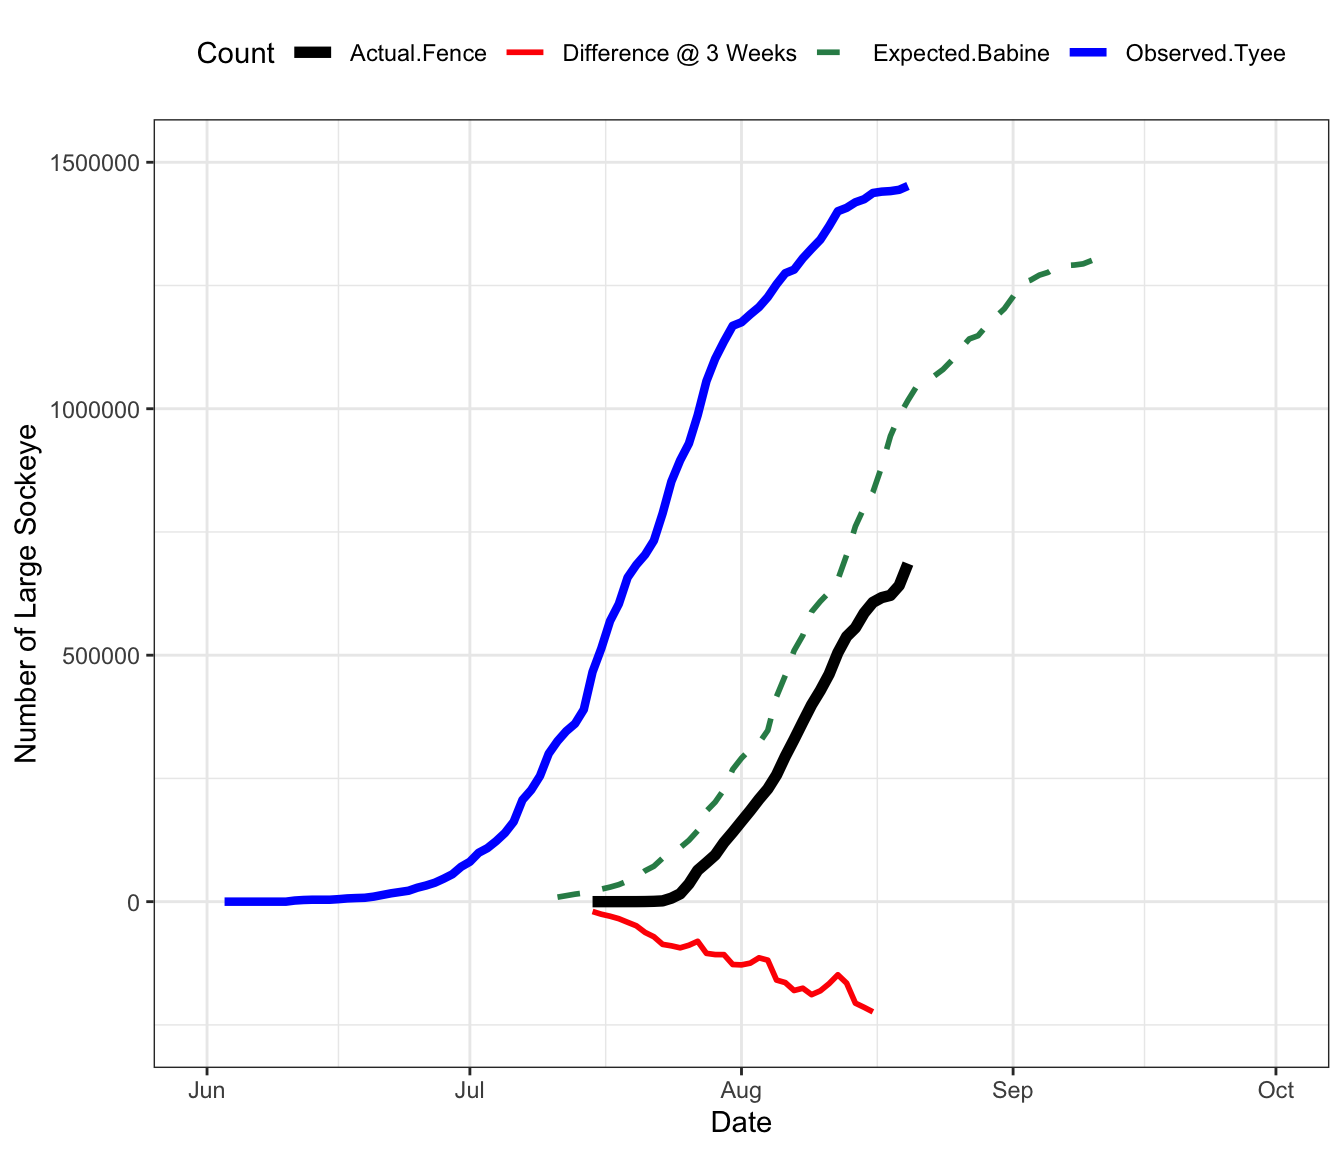 Count Actual.Fence Difference @ 3 Weeks Expected.Babine Observed.Tyee
Number of Large Sockeye
1500000
1000000
500000
0
Jun Jul Aug Sep Oct
Date